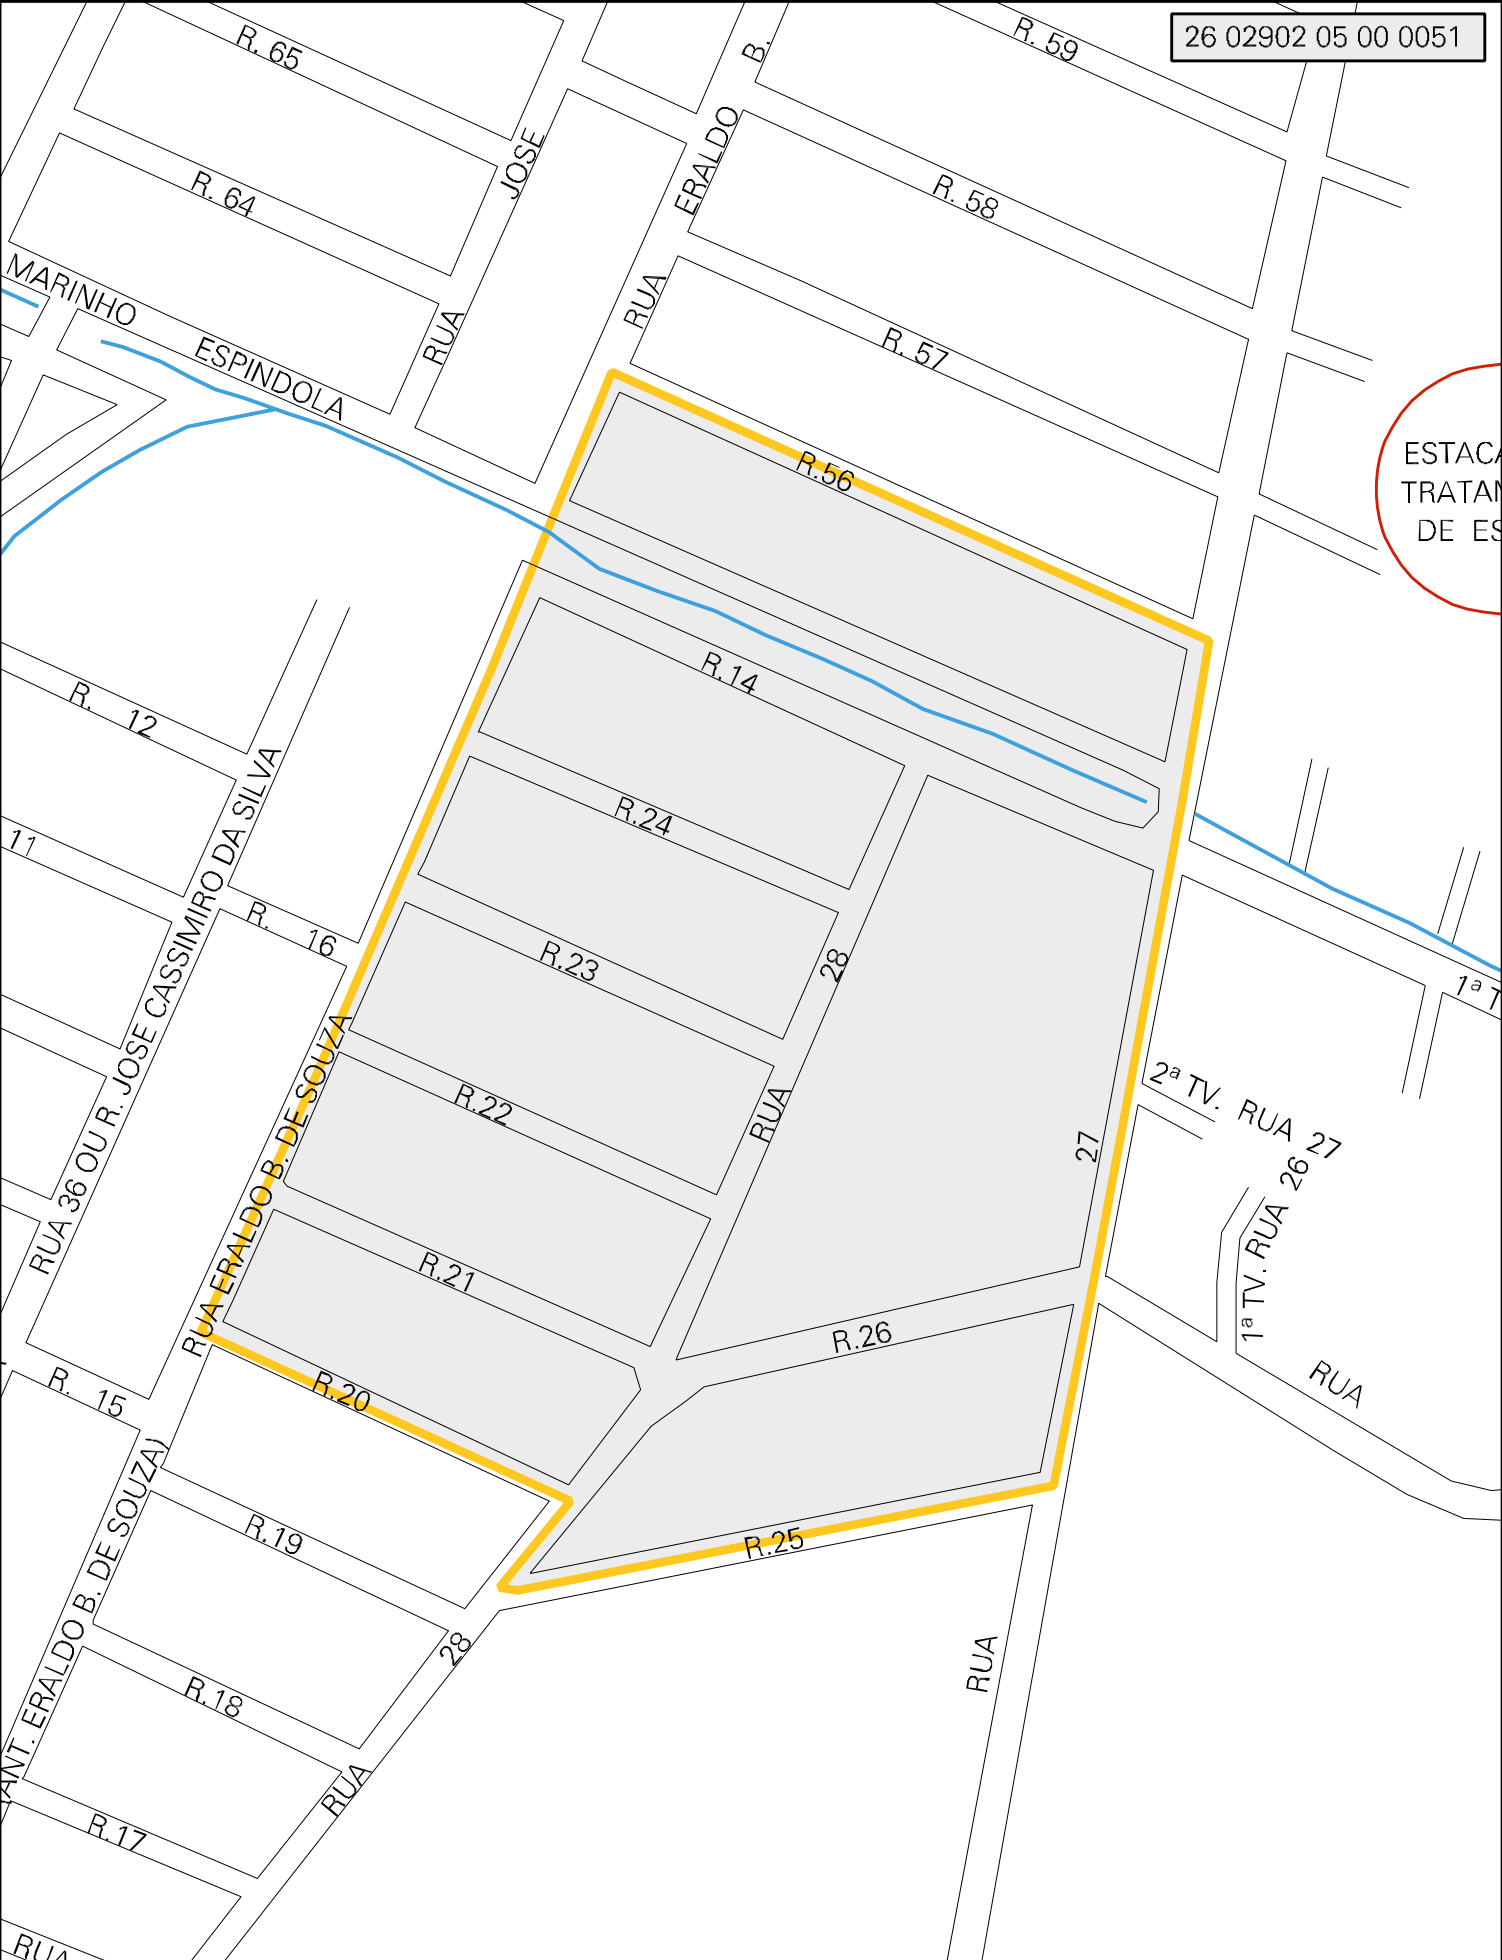 26 02902 05 00 0051
R. 65
R. 59
B.
JOSE
ERALDO
R. 64
R. 58
MARINHO
RUA
RUA
R. 57
ESPINDOLA
R.56
DE
R.14
R. 12
R.24
11
R. 16
R.23
28
1ª
RUA 36 OU R. JOSE CASSIMIRO DA SILVA
RUA ERALDO B. DE SOUZA
R.22
RUA
2ª TV. RUA 27
27
1ª TV. RUA 26
R.21
R.26
R. 15
R.20
RUA
R.19
R.25
ANT. ERALDO B. DE SOUZA)
28
RUA
R.18
RUA
R.17
RUA